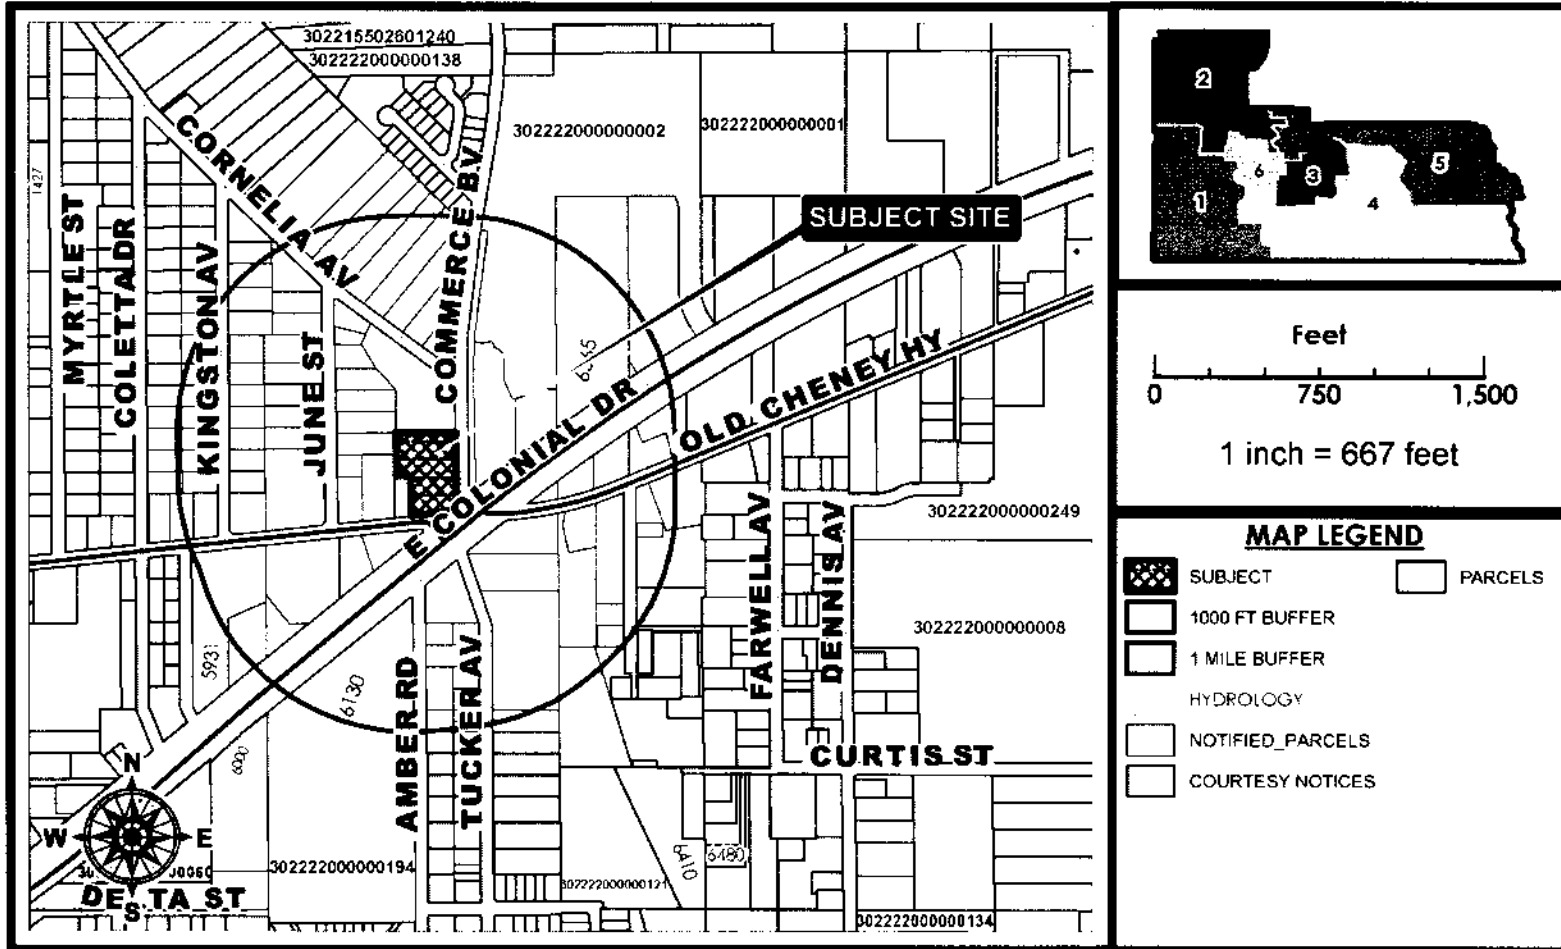 302215502601240
302222000000138
302222000000002
302222000000001
1427
CORNELIA AV
MYRTLE ST
COLETTA DR
KINGSTON AV
JUNE ST
COMMERCE BV
SUBJECT SITE
6365
E COLONIAL DR
OLD CHENEY HY
302222000000249
FARWELL AV
DENNIS AV
302222000000008
5931
6130
AMBER RD
TUCKER AV
CURTIS ST
6000
N
W
E
S
302222000000194
302222000000121
6410
6480
DELTA ST
302222000000134
2
1
6
3
5
4
Feet
0 750 1,500
1 inch = 667 feet
MAP LEGEND
SUBJECT
PARCELS
1000 FT BUFFER
1 MILE BUFFER
HYDROLOGY
NOTIFIED_PARCELS
COURTESY NOTICES